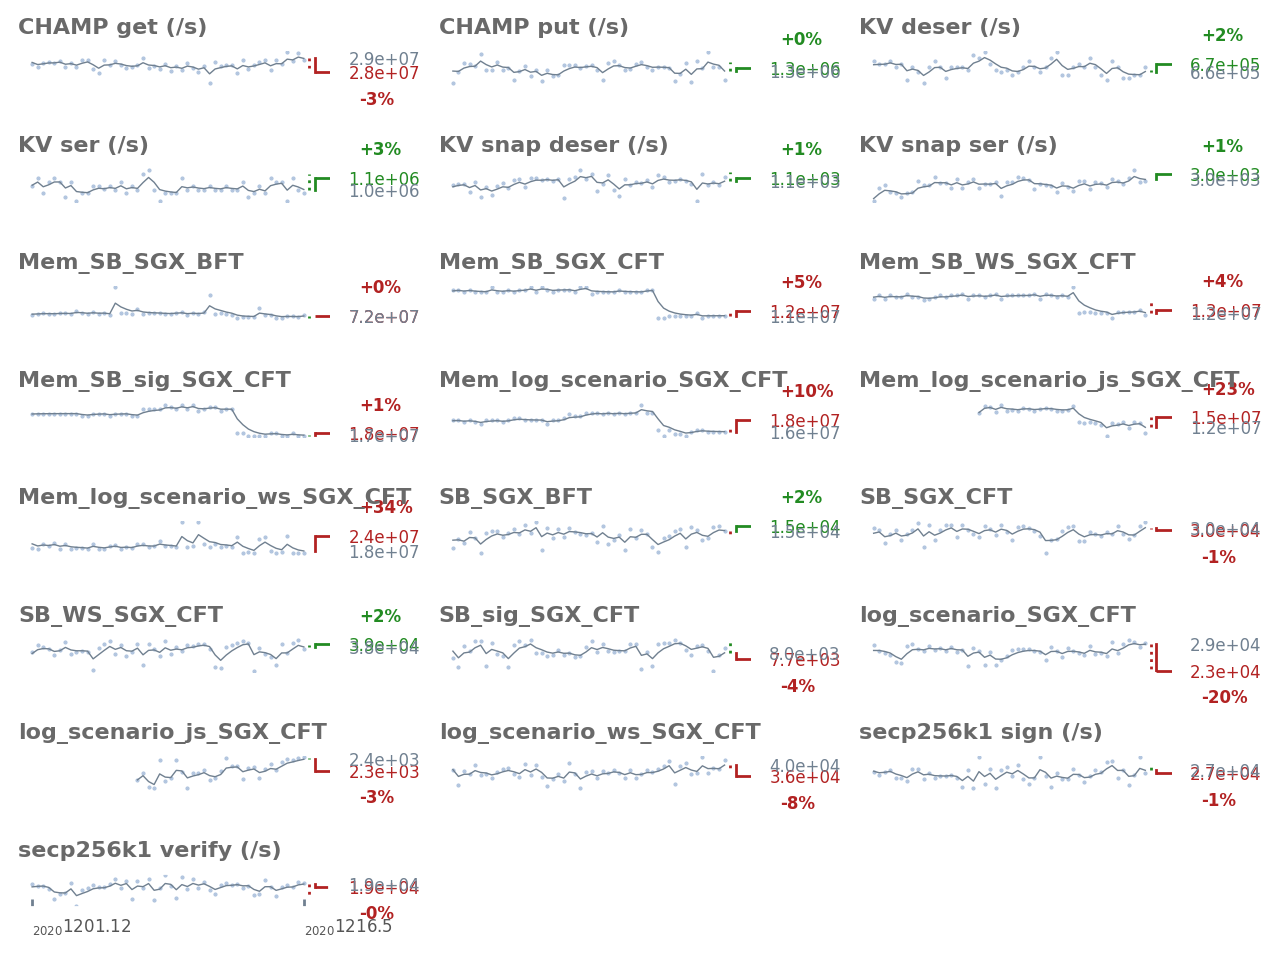 CHAMP get (/s)
2.9e+07
2.8e+07
-3%
CHAMP put (/s)
+0%
1.3e+06
1.3e+06
KV deser (/s)
+2%
6.7e+05
6.6e+05
KV ser (/s)
+3%
1.1e+06
1.0e+06
KV snap deser (/s)
+1%
1.1e+03
1.1e+03
KV snap ser (/s)
+1%
3.0e+03
3.0e+03
Mem_SB_SGX_BFT
+0%
7.2e+07
Mem_SB_SGX_CFT
+5%
1.2e+07
1.1e+07
Mem_SB_WS_SGX_CFT
+4%
1.3e+07
1.2e+07
Mem_SB_sig_SGX_CFT
+1%
1.8e+07
1.7e+07
Mem_log_scenario_SGX_CFT
+10%
1.8e+07
1.6e+07
Mem_log_scenario_js_SGX_CFT
+23%
1.5e+07
1.2e+07
Mem_log_scenario_ws_SGX_CFT
+34%
2.4e+07
1.8e+07
SB_SGX_BFT
+2%
1.5e+04
1.5e+04
SB_SGX_CFT
3.0e+04
3.0e+04
-1%
SB_WS_SGX_CFT
+2%
3.9e+04
3.8e+04
SB_sig_SGX_CFT
8.0e+03
7.7e+03
-4%
log_scenario_SGX_CFT
2.9e+04
2.3e+04
-20%
log_scenario_js_SGX_CFT
2.4e+03
2.3e+03
-3%
log_scenario_ws_SGX_CFT
4.0e+04
3.6e+04
-8%
secp256k1 sign (/s)
2.7e+04
2.7e+04
-1%
secp256k1 verify (/s)
1.9e+04
-0%
2020 1201.12
2020 1216.5